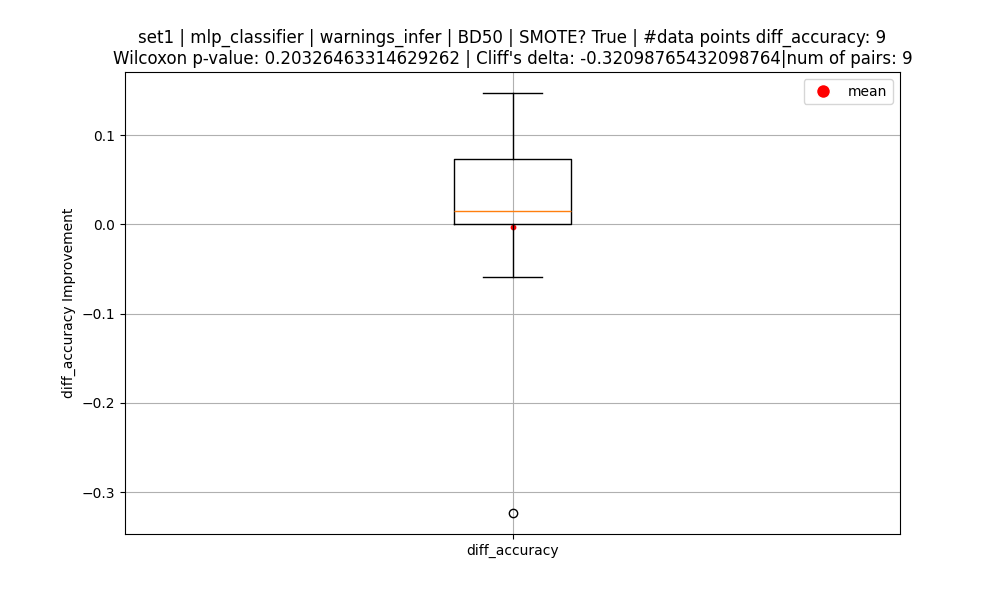 set1 | mlp_classifier | warnings_infer | BD50 | SMOTE? True | #data points diff_accuracy: 9
Wilcoxon p-value: 0.20326463314629262 | Cliff's delta: -0.32098765432098764|num of pairs: 9
mean
0.1
0.0
−0.1
−0.2
−0.3
diff_accuracy Improvement
diff_accuracy